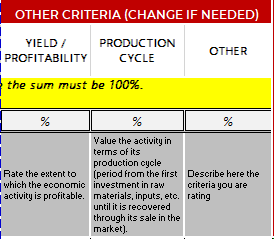 OTHER CRITERIA (CHANGE IF NEEDED)
YIELD / PROFITABILITY
PRODUCTION CYCLE
OTHER
the sum must be 100%.
%
%
%
Rate the extent to
which the economic
activity is profitable.
Value the activity in
terms of its
production cycle
(period from the first
investment in raw
materials, inputs, etc.
until it is recovered
through its sale in the
market).
Describe here the
criteria you are
rating